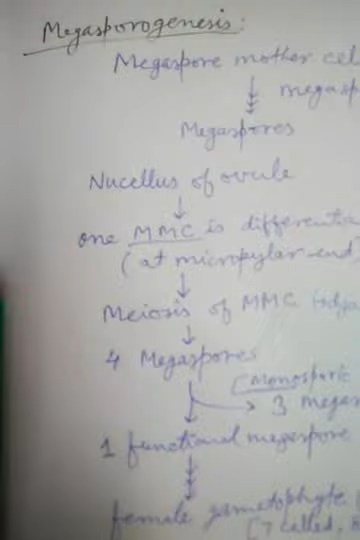 Megasporogenesis:
Megaspore mother cel
megasp
Megaspores
Nucellus of ovule
one MMC is differentia
(at micropylar end
Meiosis of MMC
4 Megaspores
[Monosporic
3 megas
1 functional megaspore
female gametophyte
[7 celled,